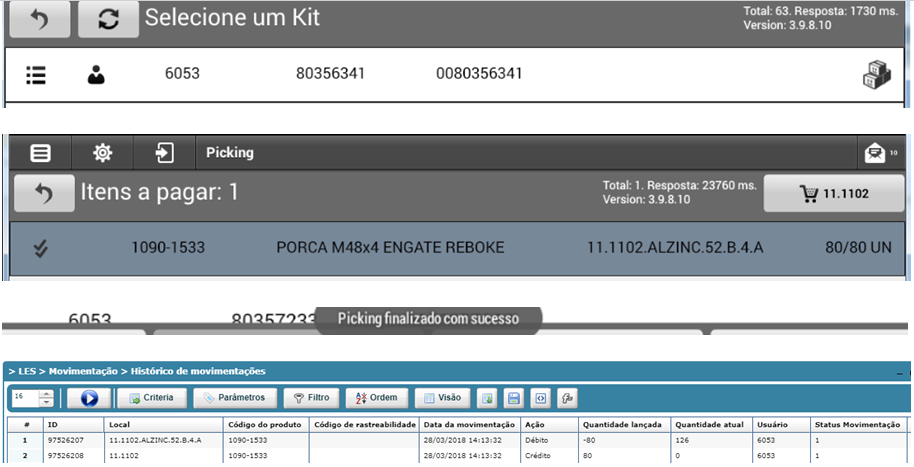 Selecione um Kit
Total: 63. Resposta: 1730 ms.
Version: 3.9.8.10
6053 80356341 0080356341
Picking
10
Itens a pagar: 1
Total: 1. Resposta: 23760 ms.
Version: 3.9.8.10
11.1102
1090-1533 PORCA M48x4 ENGATE REBOKE 11.1102.ALZINC.52.B.4.A 80/80 UN
6053 80357233
Picking finalizado com sucesso
> LES > Movimentação > Histórico de movimentações
16 Criteria Parâmetros Filtro Ordem Visão
# ID Local Código do produto Código de rastreabilidade Data da movimentação Ação Quantidade lançada Quantidade atual Usuário Status Movimentação
1 97526207 11.1102.ALZINC.52.B.4.A 1090-1533 28/03/2018 14:13:32 Débito -80 126 6053 1
2 97526208 11.1102 1090-1533 28/03/2018 14:13:32 Crédito 80 0 6053 1